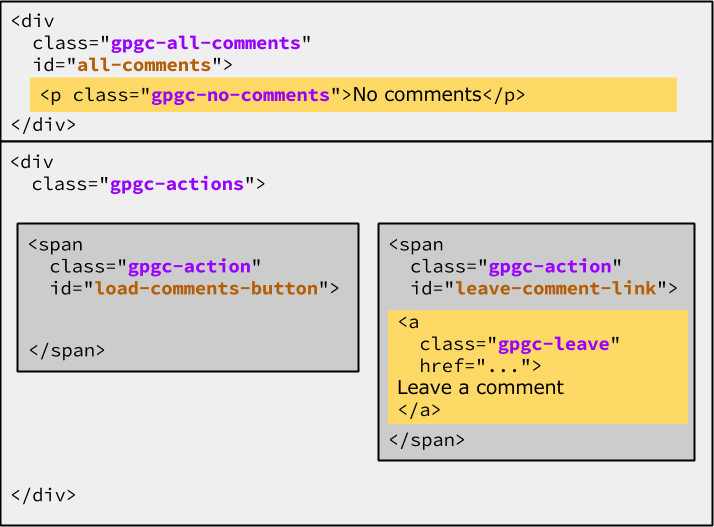 <div
class="gpgc-all-comments"
id="all-comments">
<p class="gpgc-no-comments">No comments</p>
</div>
<div
class="gpgc-actions">
<span
class="gpgc-action"
id="load-comments-button">
</span>
<span
class="gpgc-action"
id="leave-comment-link">
<a
class="gpgc-leave"
href="...">
Leave a comment
</a>
</span>
</div>